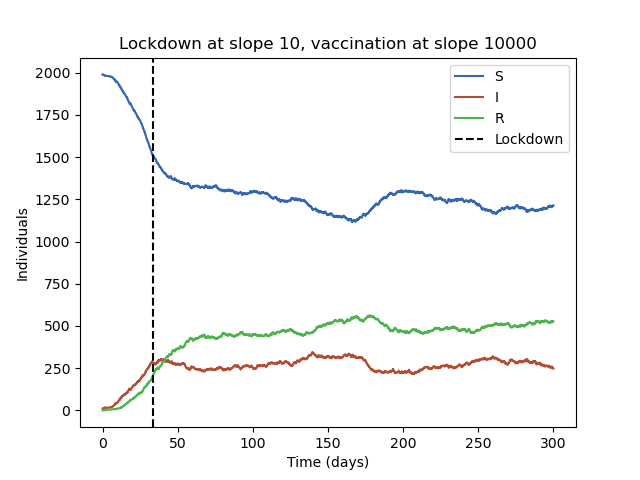 Lockdown at slope 10, vaccination at slope 10000
S
I
R
Lockdown
Individuals
2000
1750
1500
1250
1000
750
500
250
0
0 50 100 150 200 250 300
Time (days)